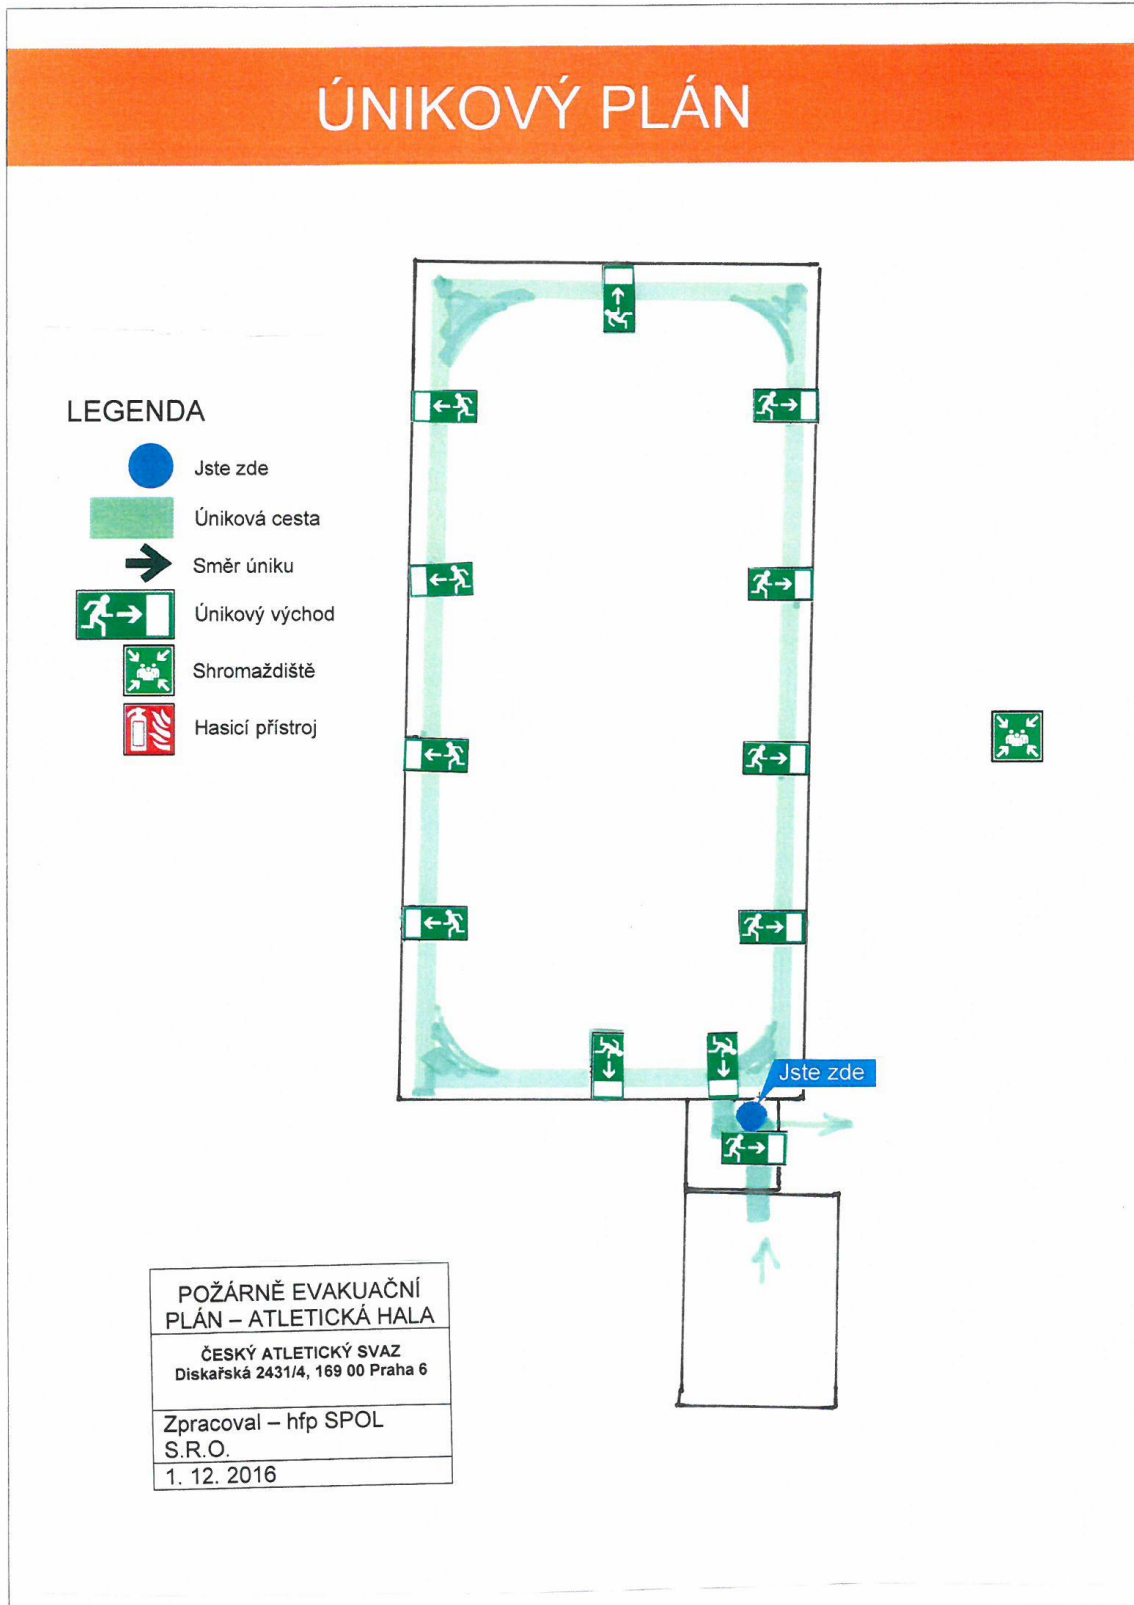 ÚNIKOVÝ PLÁN
LEGENDA
Jste zde
Úniková cesta
Směr úniku
Únikový východ
Shromaždiště
Hasicí přístroj
Jste zde
POŽÁRNĚ EVAKUAČNÍ
PLÁN – ATLETICKÁ HALA
ČESKÝ ATLETICKÝ SVAZ
Diskařská 2431/4, 169 00 Praha 6
Zpracoval – hfp SPOL
S.R.O.
1. 12. 2016